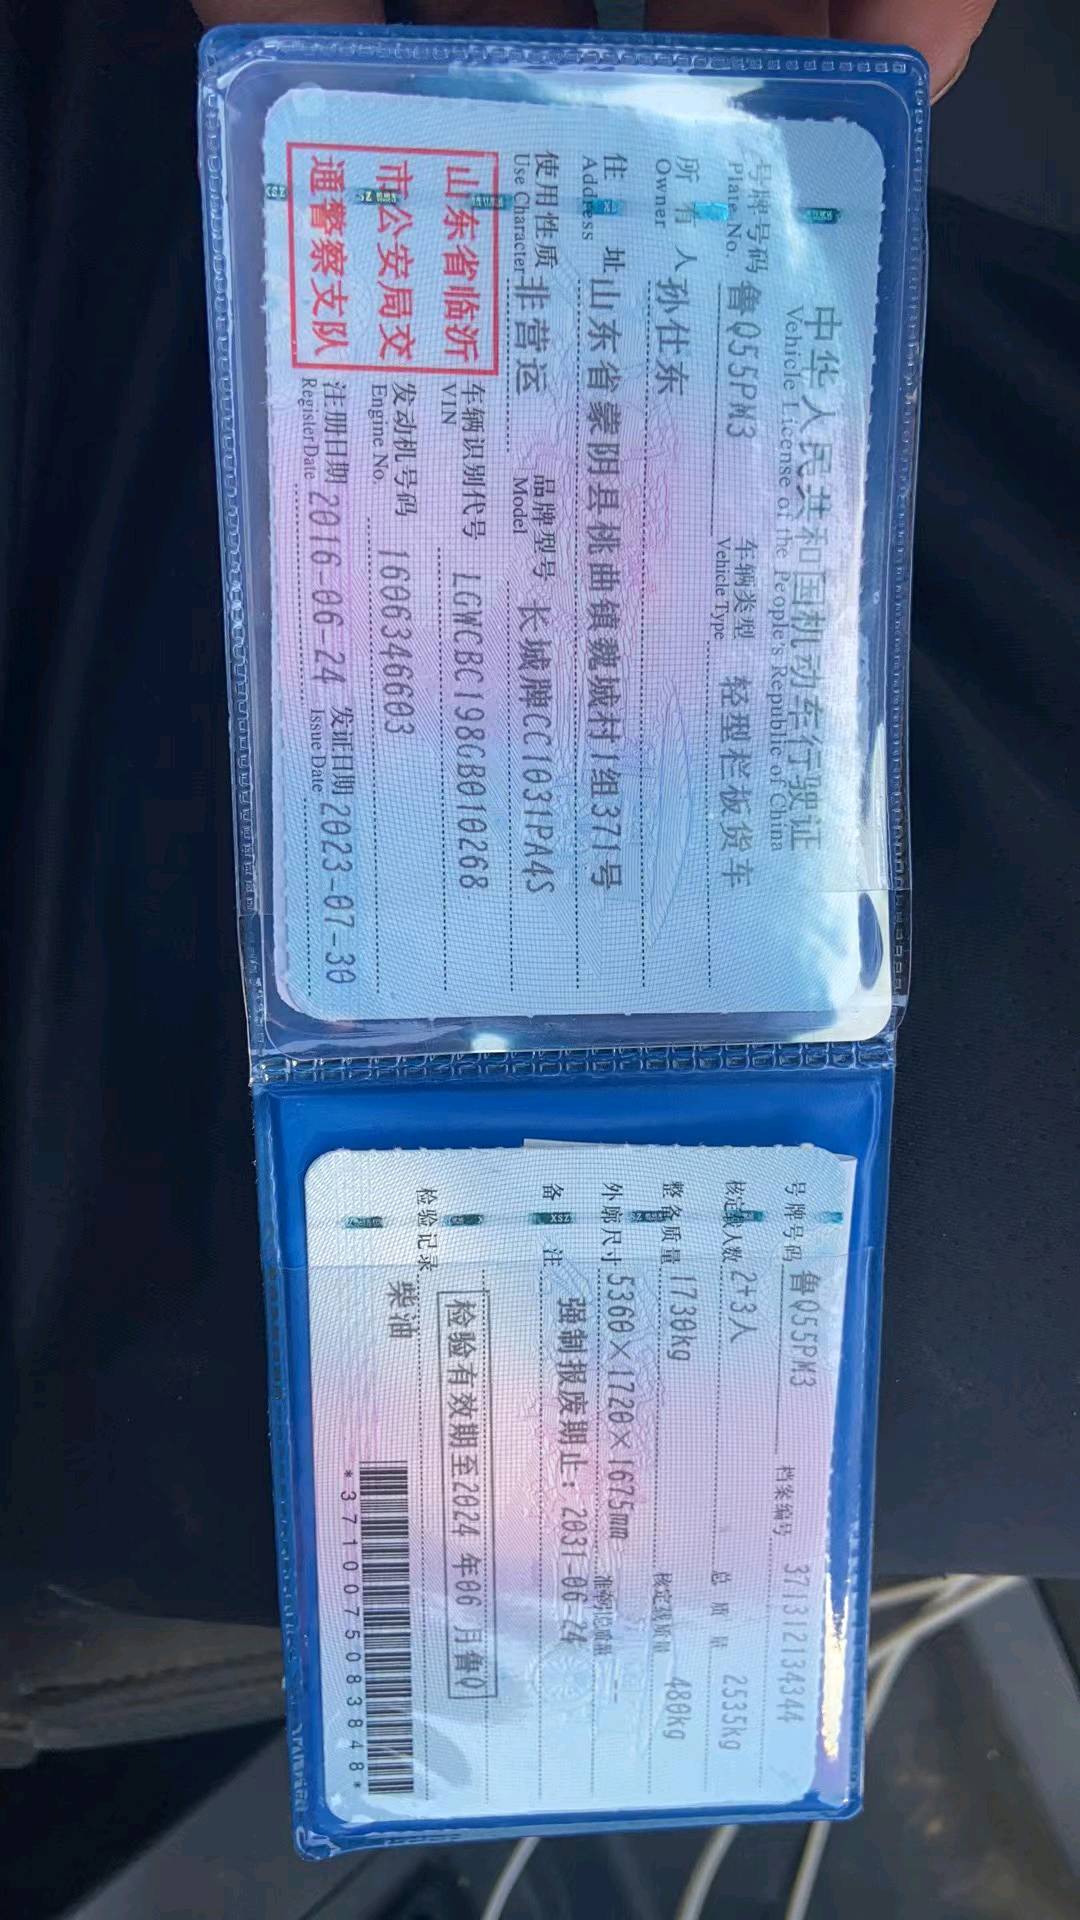 中华人民共和国机动车行驶证
Vehicle License of the People's Republic of China
号牌号码 鲁Q55PM3 车辆类型 轻型栏板货车
Plate No. Vehicle Type
所有人 孙仕东
Owner
住址 山东省蒙阴县桃曲镇魏城村1组371号
Address
使用性质 非营运 品牌型号 长城牌CC1031PA4S
Use Character Model
山东省临沂
市公安局交
通警察支队
车辆识别代号 LGWCBC198GB010268
VIN
发动机号码 1606346603
Engine No.
注册日期 2016-06-24 发证日期 2023-07-30
Register Date Issue Date
号牌号码 鲁Q55PM3 档案编号 371312134344
核定载人数 2+3人 总质量 2535kg
整备质量 1730kg 核定载质量 480kg
外廓尺寸 5360×1720×1675mm 准牵引总质量 --
备注 强制报废期止：2031-06-24
检验有效期至2024年06月鲁Q
检验记录
柴油
*3710075083848*